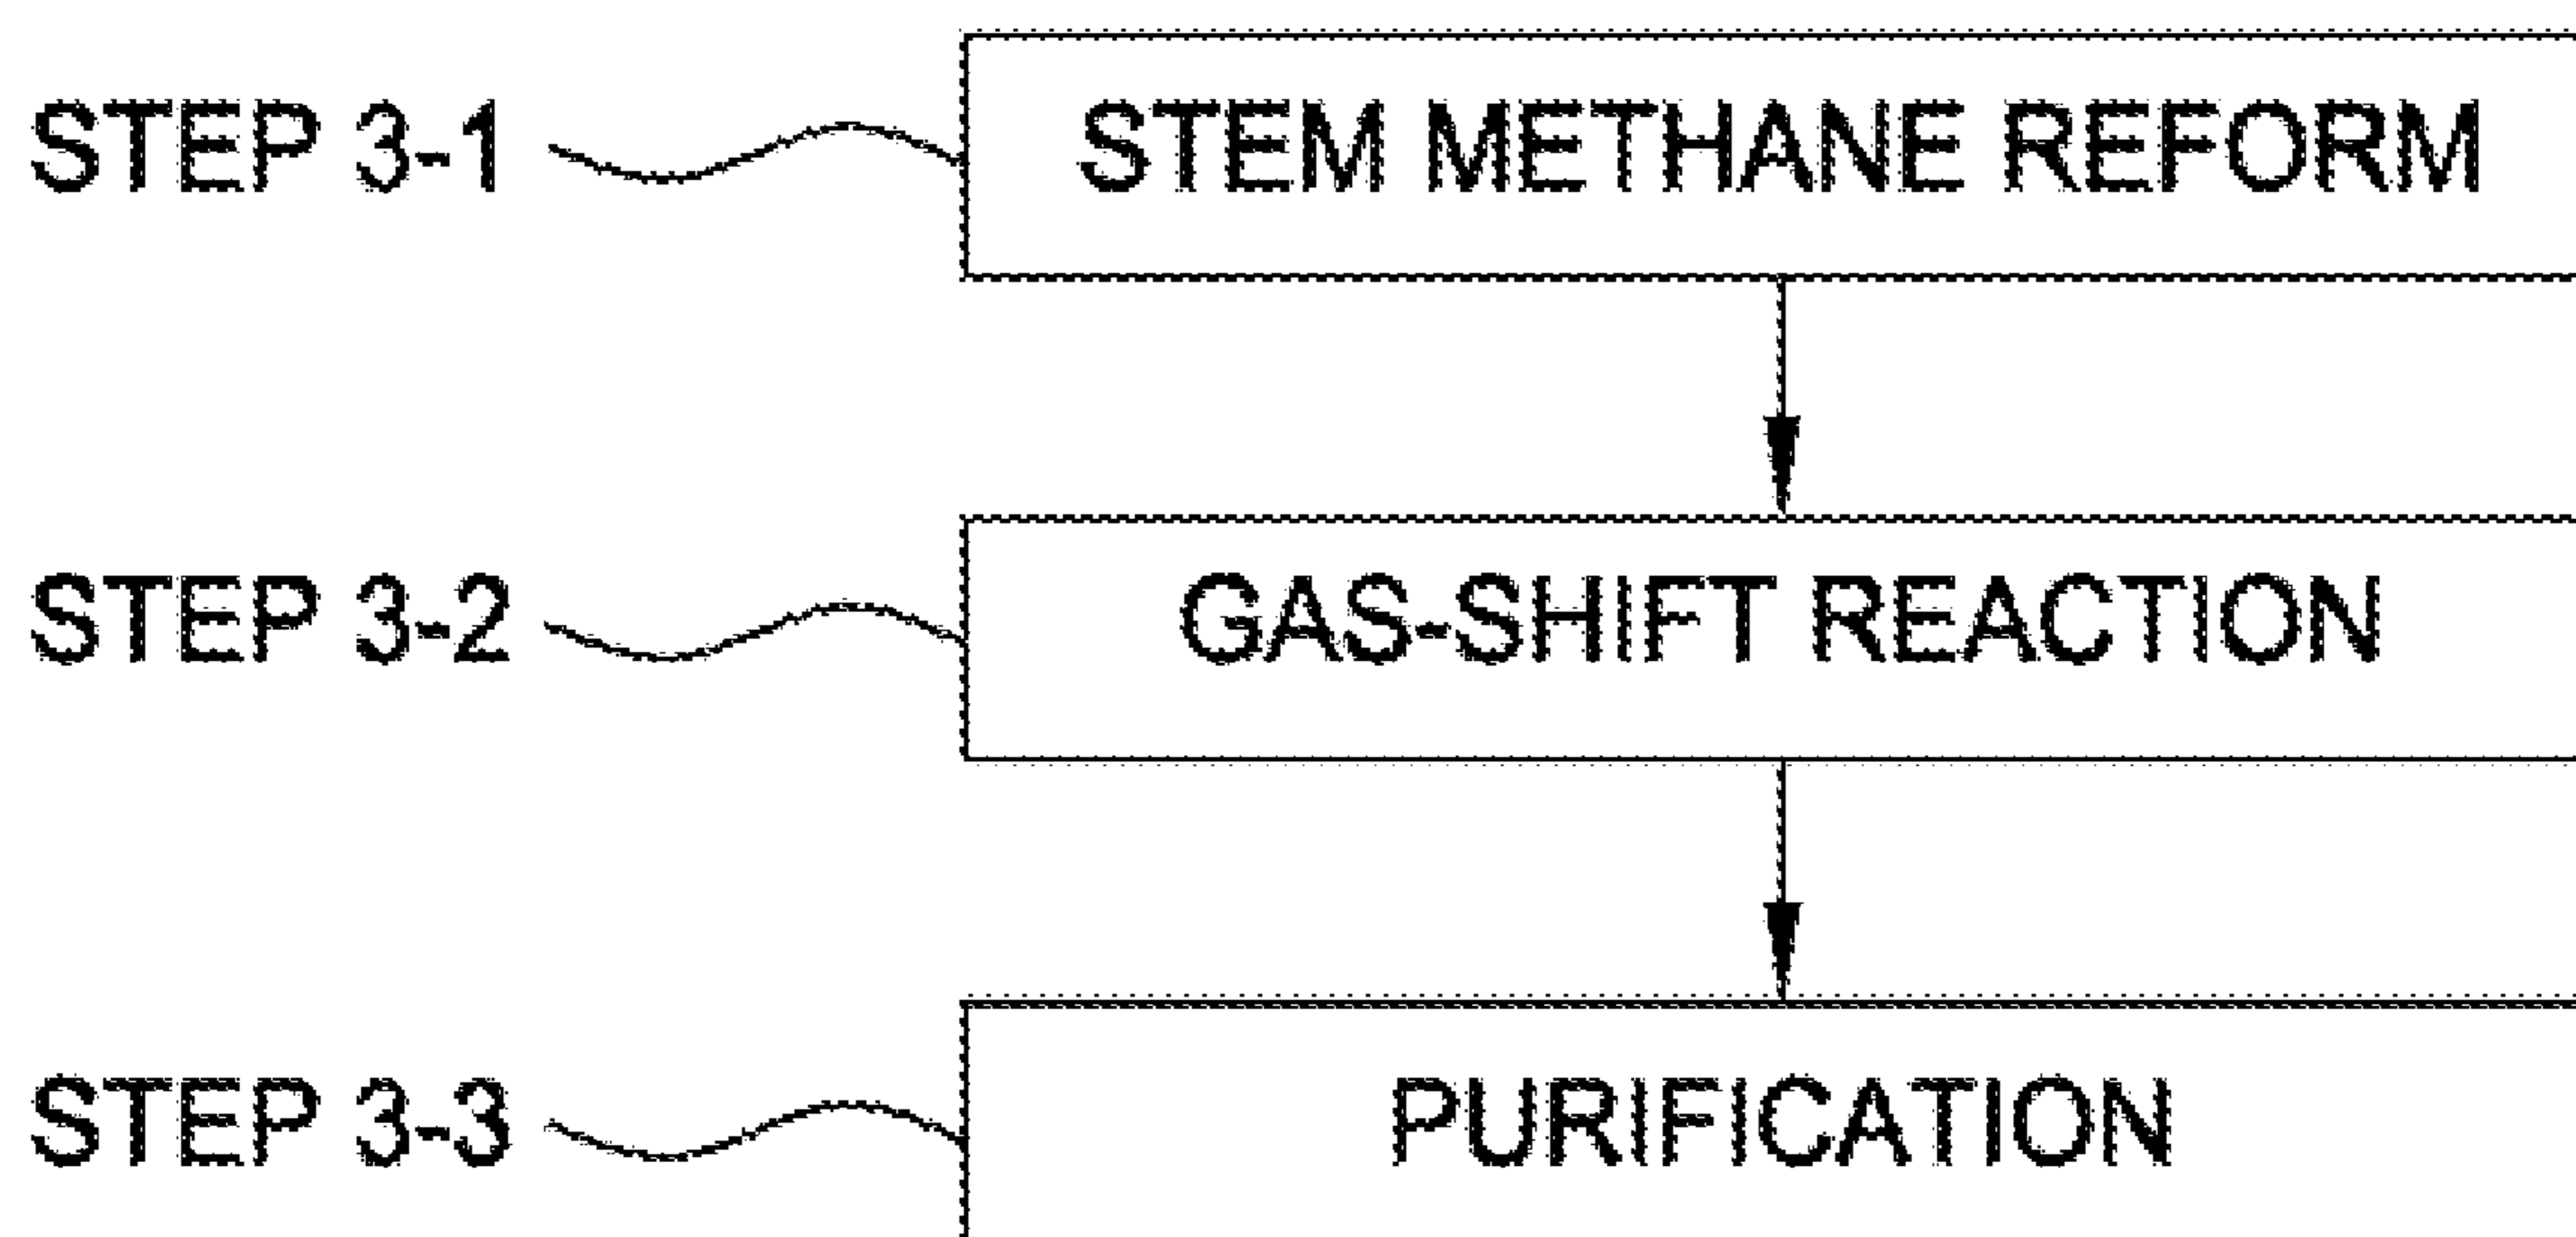 STEP 3-1 STEM METHANE REFORM
STEP 3-2 GAS-SHIFT REACTION
STEP 3-3 PURIFICATION